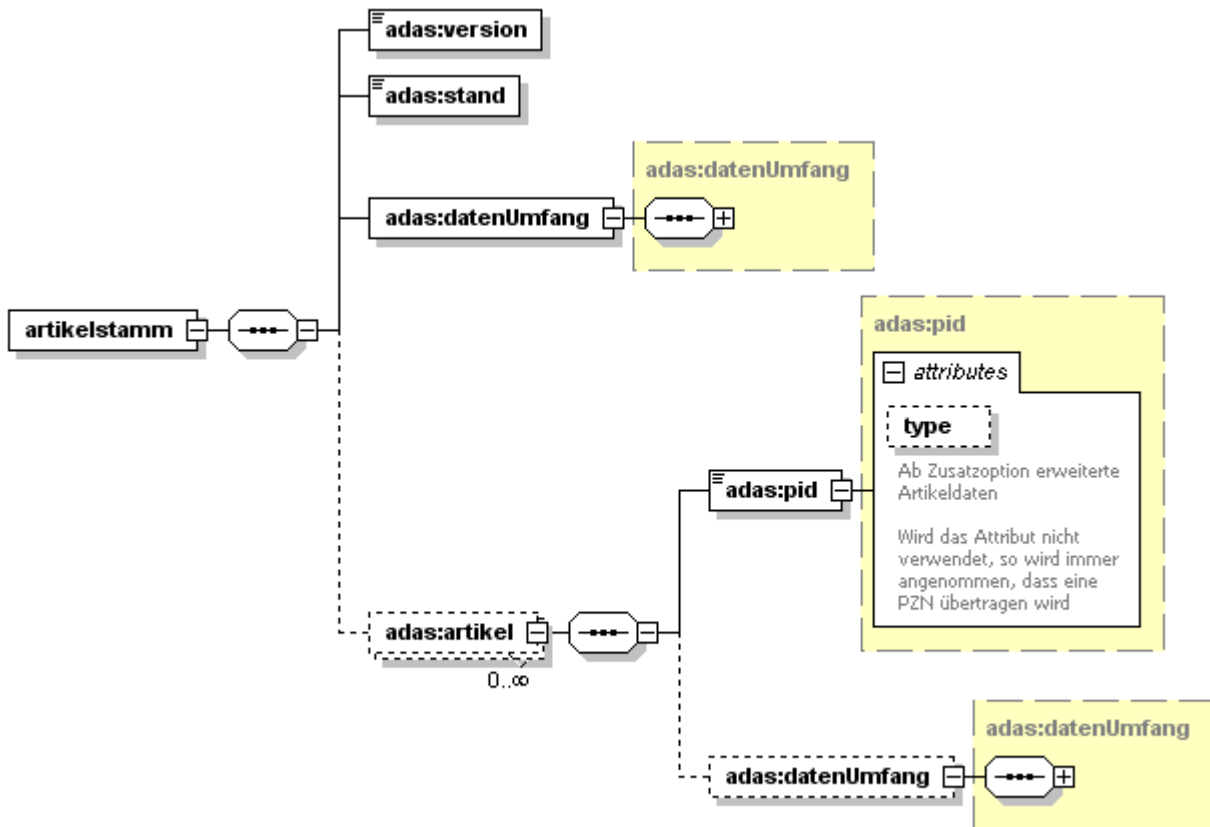 adas:version
adas:stand
adas:datenUmfang
adas:datenUmfang
artikelstamm
adas:pid
attributes
type
Ab Zusatzoption erweiterte
Artikeldaten
Wird das Attribut nicht
verwendet, so wird immer
angenommen, dass eine
PZN übertragen wird
adas:pid
adas:artikel
0..∞
adas:datenUmfang
adas:datenUmfang